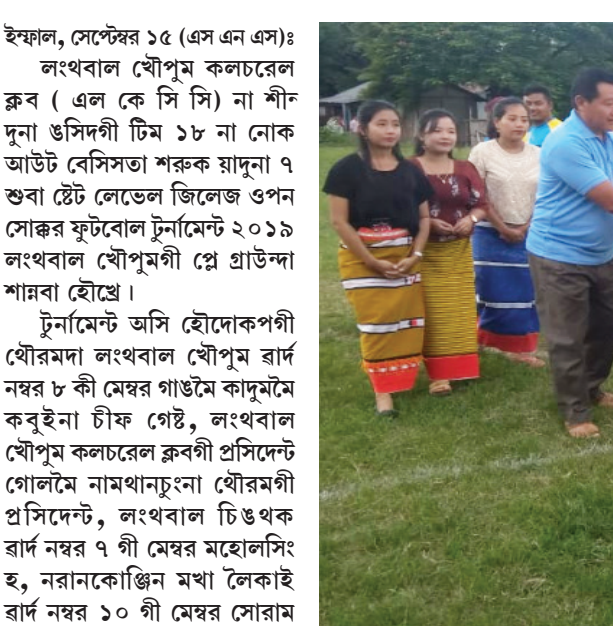 ইম্ফাল, সেপ্টেম্বর ১৫ (এস এন এস)ঃ
লংথবাল খৌপুম কলচরেল
ক্লব ( এল কে সি সি) না শীন্
দুনা ঙসিদগী টিম ১৮ না নোক
আউট বেসিসতা শরুক য়াদুনা ৭
শুবা ষ্টেট লেভেল জিলেজ ওপন
সোক্কর ফুটবোল টুর্নামেন্ট ২০১৯
লংথবাল খৌপুমগী প্লে গ্রাউন্দা
শান্নবা হৌখ্রে।
টুর্নামেন্ট অসি হৌদোকপগী
থৌরমদা লংথবাল খৌপুম ৱার্দ
নম্বর ৮ কী মেম্বর গাঙমৈ কাদুমমৈ
কবুইনা চীফ গেষ্ট, লংথবাল
খৌপুম কলচরেল ক্লবগী প্রসিদেন্ট
গোলমৈ নামথানচুংনা থৌরমগী
প্রসিদেন্ট, লংথবাল চিঙথক
ৱার্দ নম্বর ৭ গী মেম্বর মহোলসিং
হ, নরানকোঞ্জিন মখা লৈকাই
ৱার্দ নম্বর ১০ গী মেম্বর সোরাম